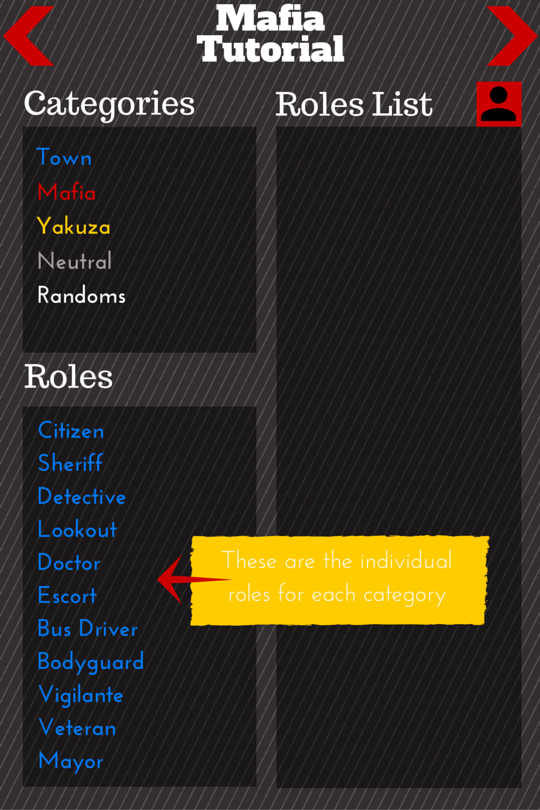 Mafia
Tutorial
Categories
Roles List
Town
Mafia
Yakuza
Neutral
Randoms
Roles
Citizen
Sheriff
Detective
Lookout
Doctor
Escort
Bus Driver
Bodyguard
Vigilante
Veteran
Mayor
These are the individual
roles for each category